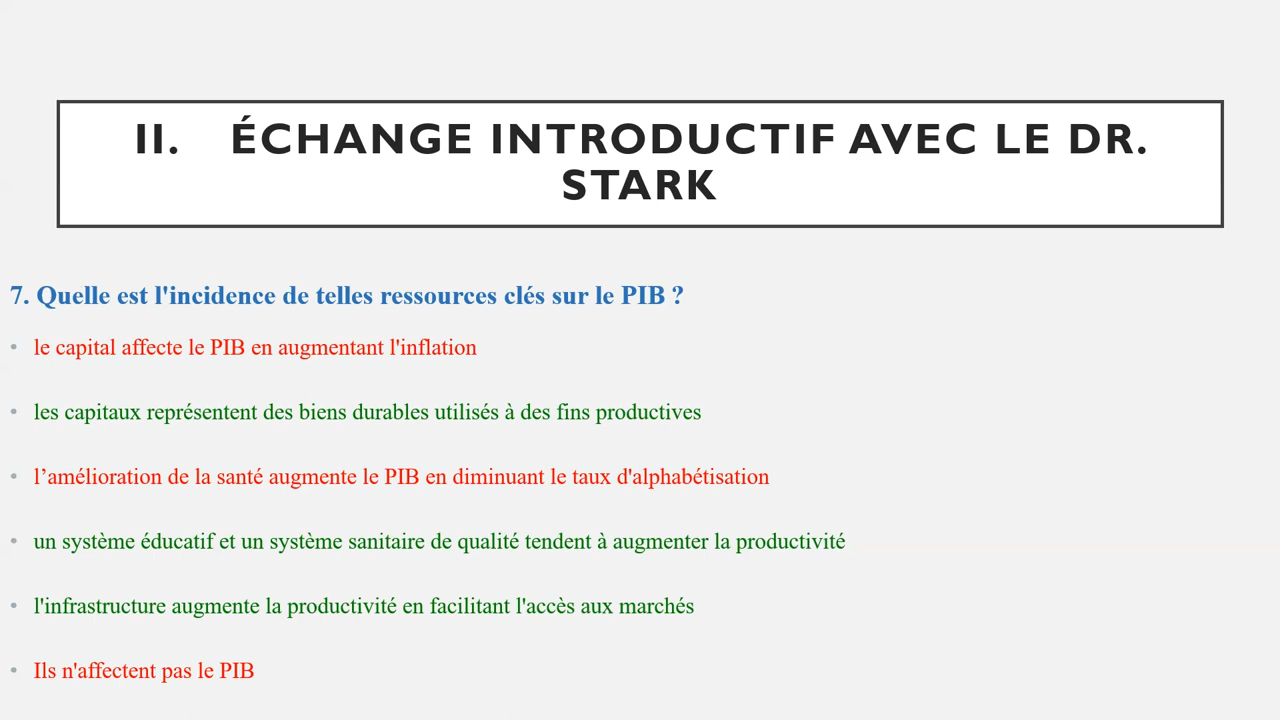 II. ÉCHANGE INTRODUCTIF AVEC LE DR.
STARK
7. Quelle est l'incidence de telles ressources clés sur le PIB ?
• le capital affecte le PIB en augmentant l'inflation
• les capitaux représentent des biens durables utilisés à des fins productives
• l’amélioration de la santé augmente le PIB en diminuant le taux d'alphabétisation
• un système éducatif et un système sanitaire de qualité tendent à augmenter la productivité
• l'infrastructure augmente la productivité en facilitant l'accès aux marchés
• Ils n'affectent pas le PIB